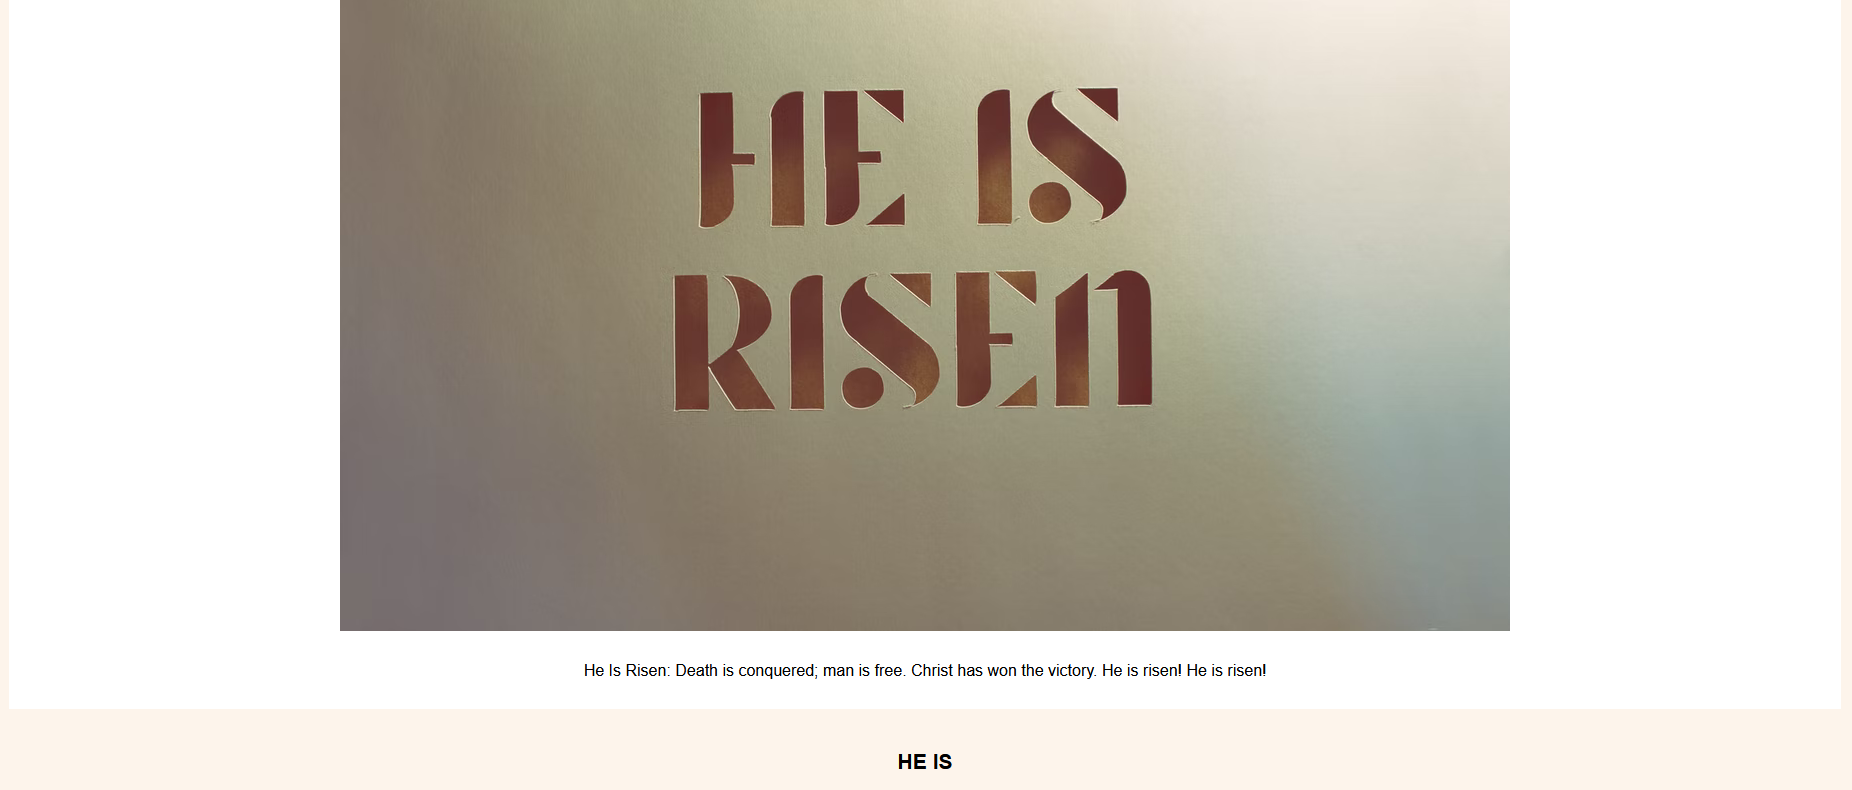 HE IS
RISEN
He Is Risen: Death is conquered; man is free. Christ has won the victory. He is risen! He is risen!
HE IS